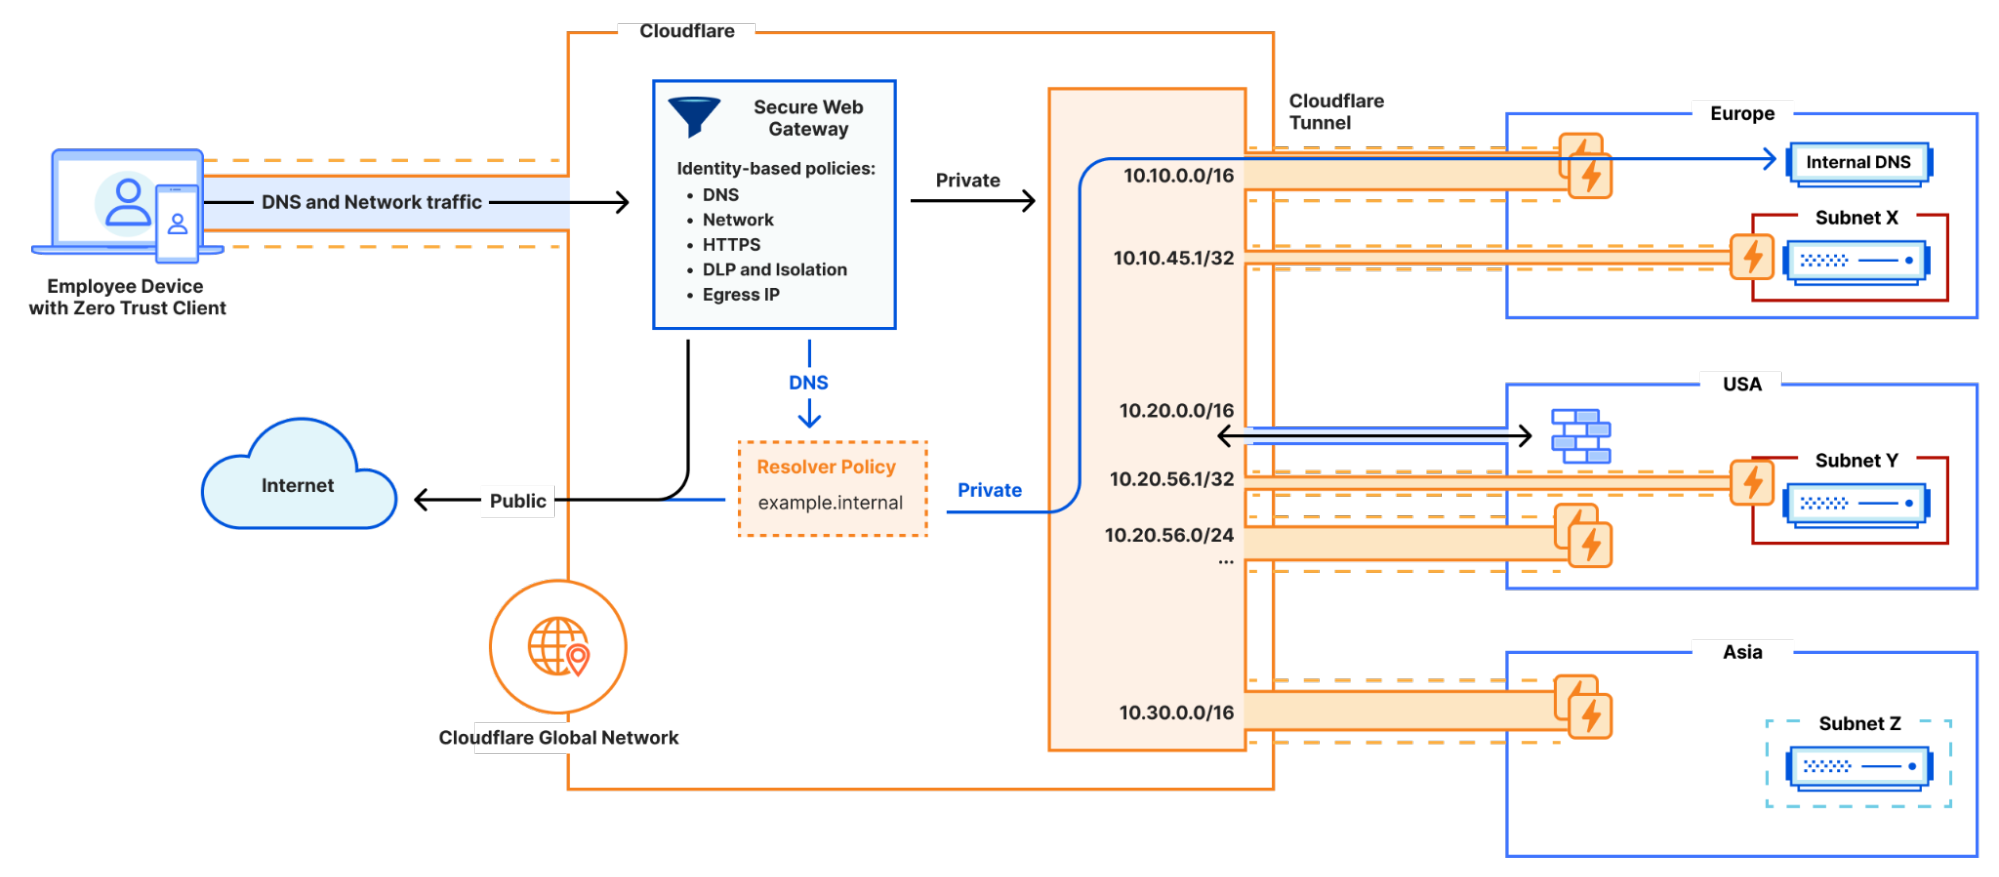 Cloudflare
Secure Web
Gateway
Identity-based policies:
• DNS
• Network
• HTTPS
• DLP and Isolation
• Egress IP
DNS and Network traffic
Employee Device
with Zero Trust Client
Private
DNS
Resolver Policy
example.internal
Private
Public
Internet
Cloudflare Global Network
Cloudflare
Tunnel
10.10.0.0/16
10.10.45.1/32
10.20.0.0/16
10.20.56.1/32
10.20.56.0/24
...
10.30.0.0/16
Europe
Internal DNS
Subnet X
USA
Subnet Y
Asia
Subnet Z